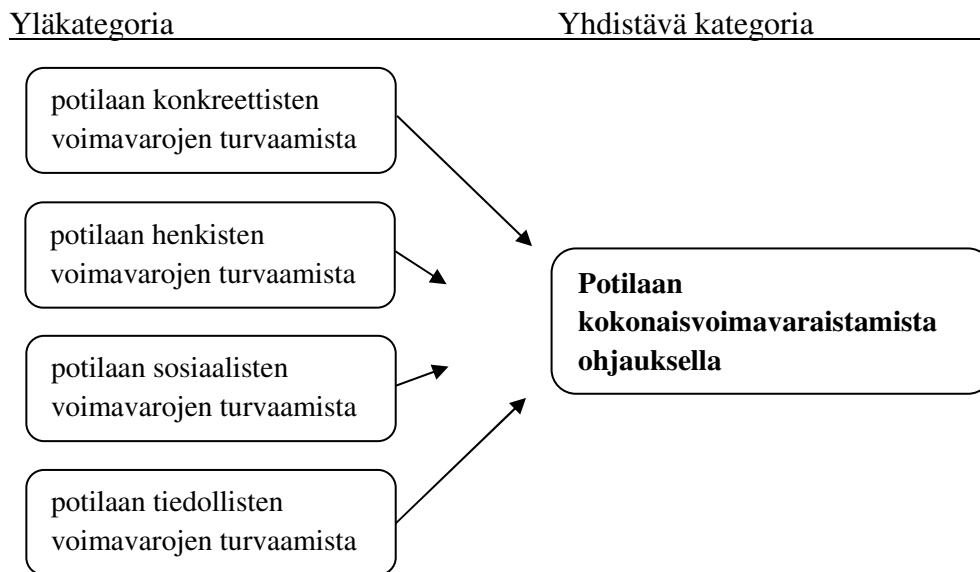 Yläkategoria Yhdistävä kategoria
potilaan konkreettisten
voimavarojen turvaamista
potilaan henkisten
voimavarojen turvaamista
potilaan sosiaalisten
voimavarojen turvaamista
potilaan tiedollisten
voimavarojen turvaamista
Potilaan
kokonaisvoimavaraistamista
ohjauksella